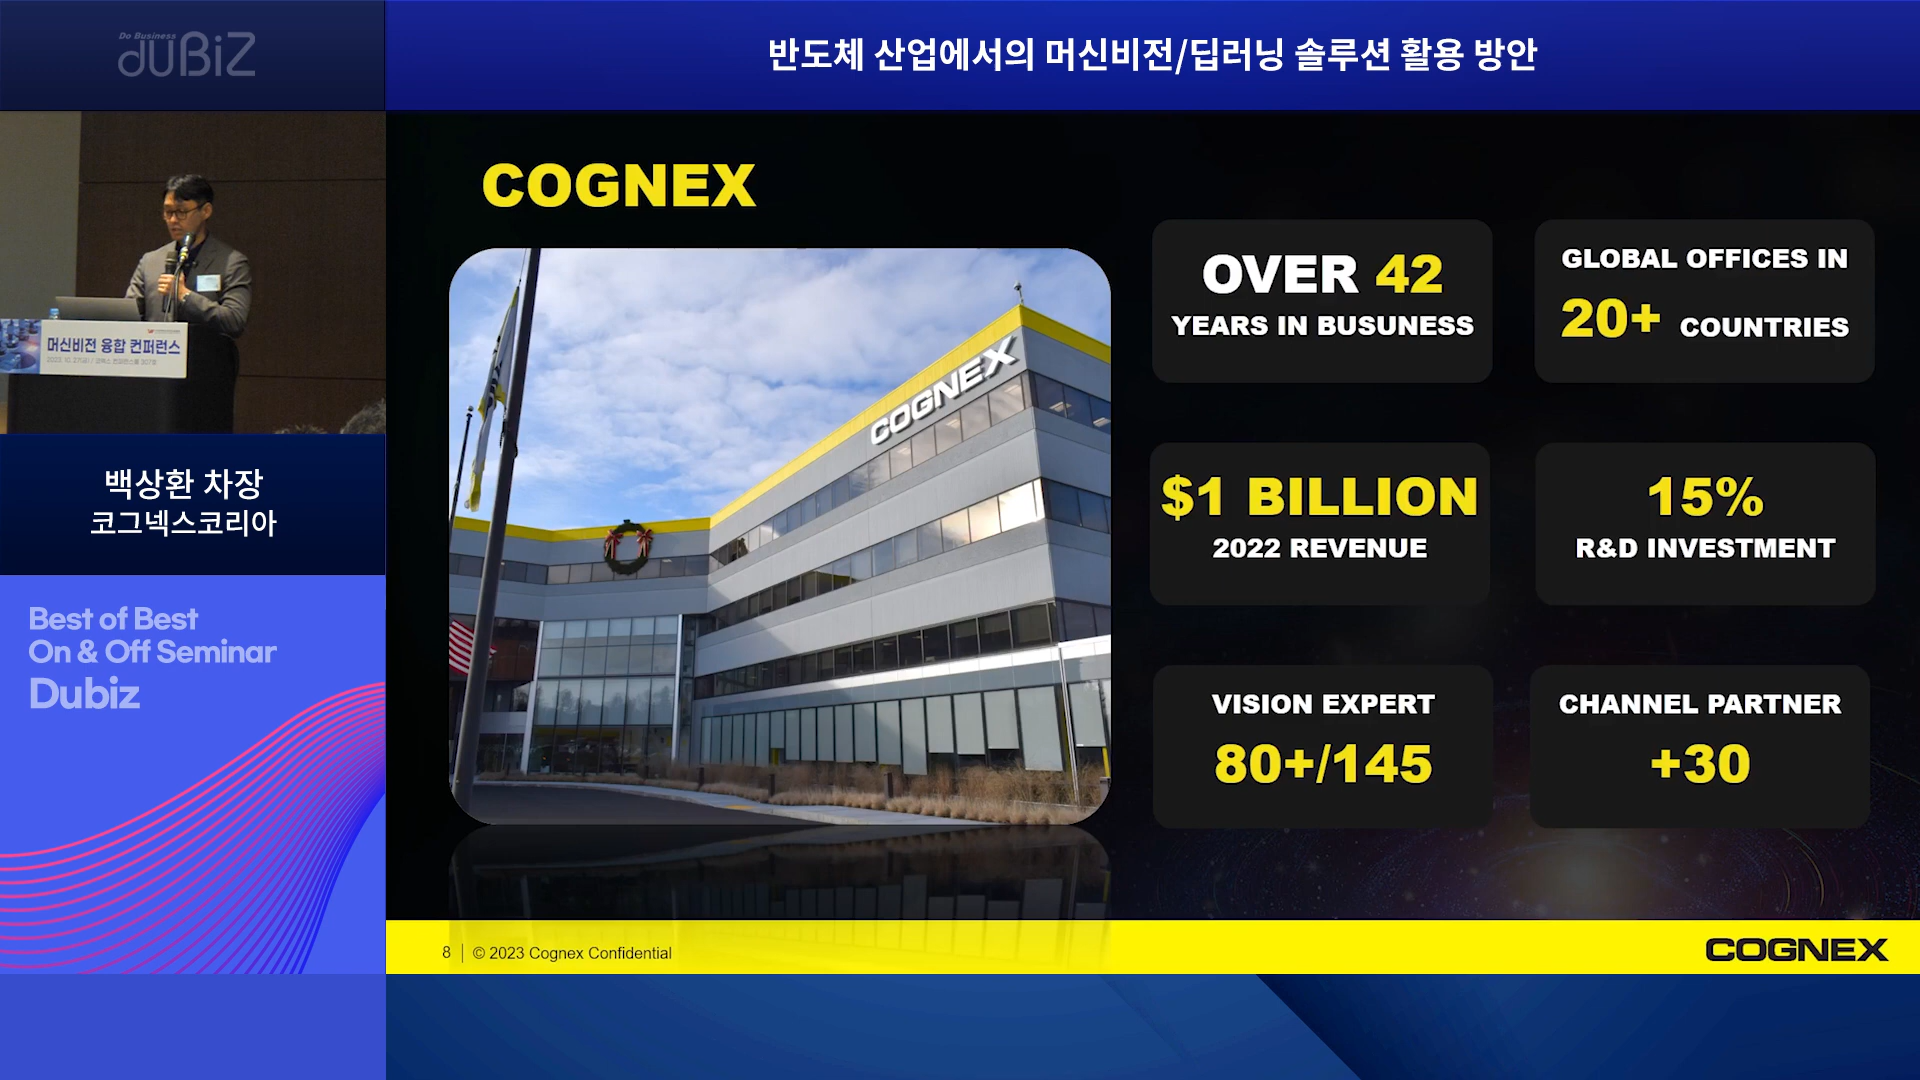 Do Business
duBiZ
반도체 산업에서의 머신비전/딥러닝 솔루션 활용 방안
머신비전 융합 컨퍼런스
백상환 차장
코그넥스코리아
Best of Best
On & Off Seminar
Dubiz
COGNEX
COGNEX
OVER 42
YEARS IN BUSUNESS
GLOBAL OFFICES IN
20+ COUNTRIES
$1 BILLION
2022 REVENUE
15%
R&D INVESTMENT
VISION EXPERT
80+/145
CHANNEL PARTNER
+30
8 | © 2023 Cognex Confidential
COGNEX